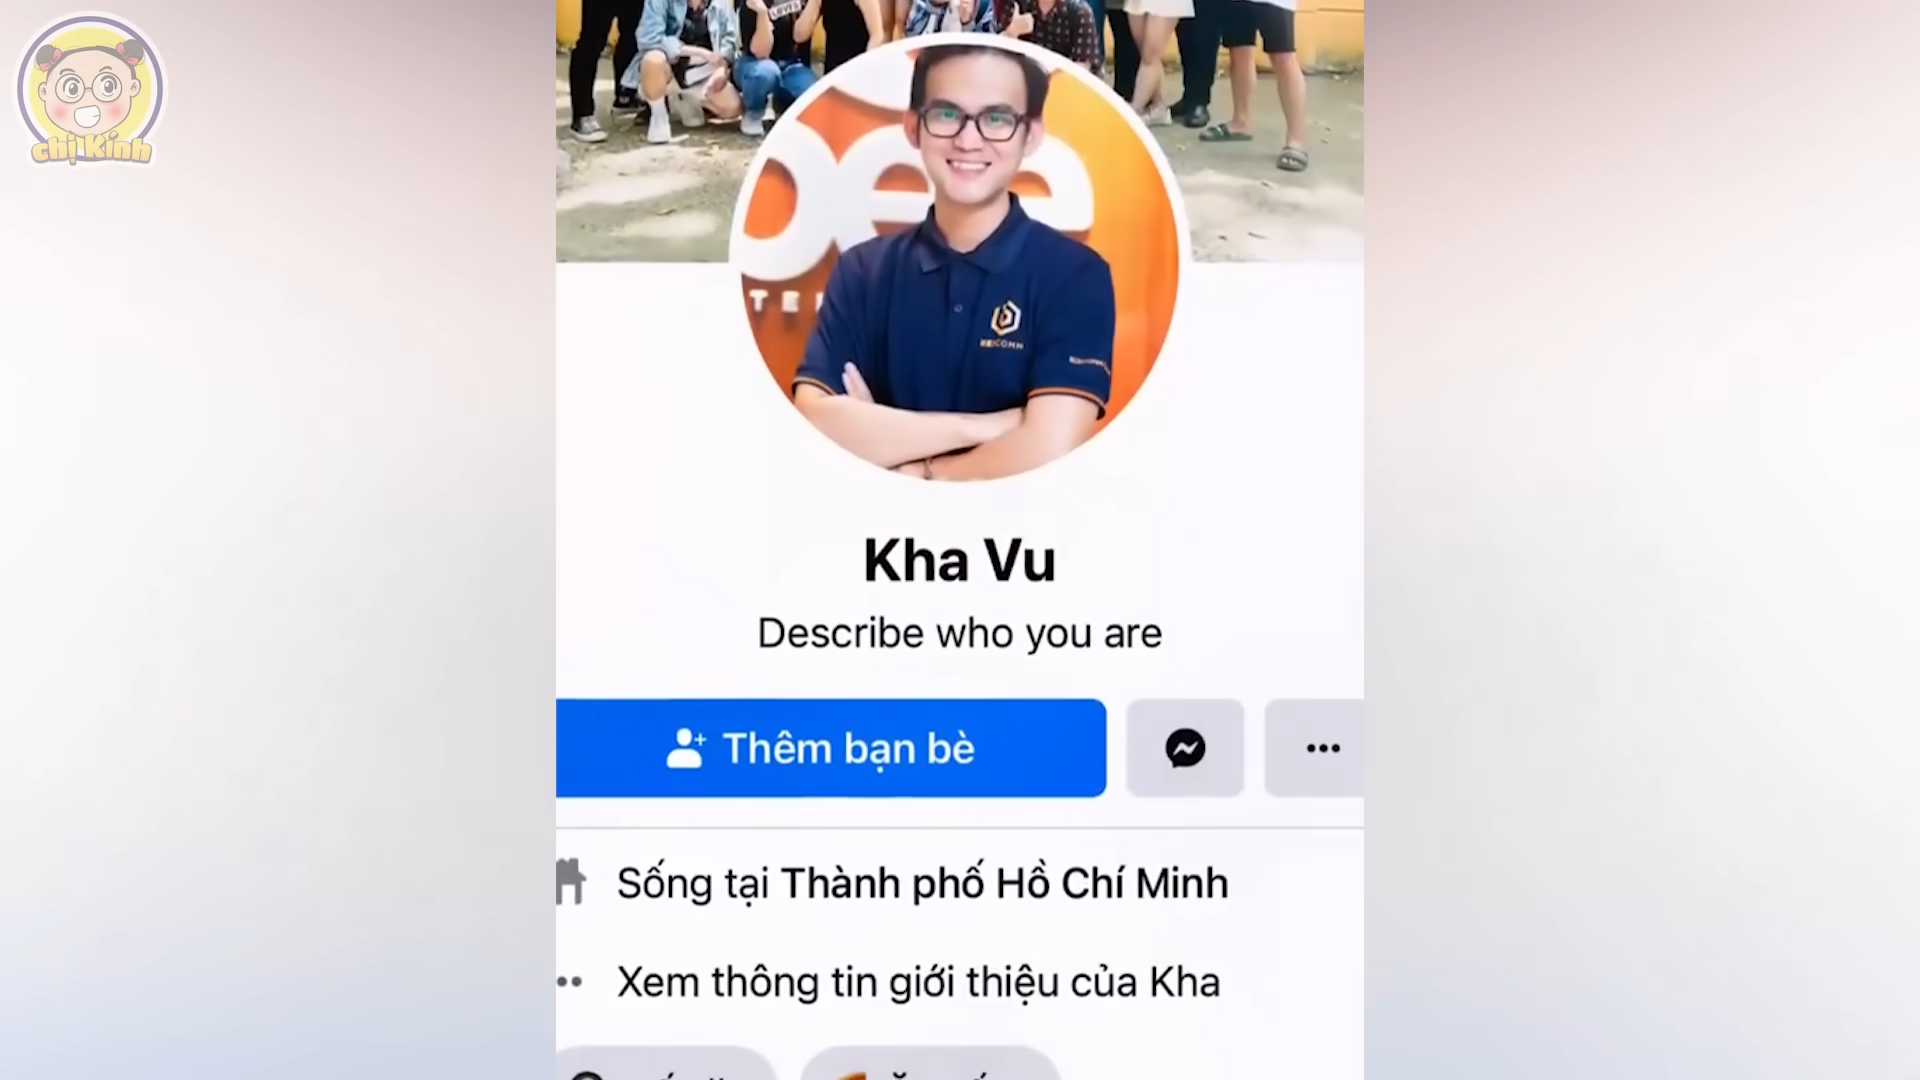 chị Kính
LOVES
Kha Vu
Describe who you are
Thêm bạn bè
Sống tại Thành phố Hồ Chí Minh
Xem thông tin giới thiệu của Kha